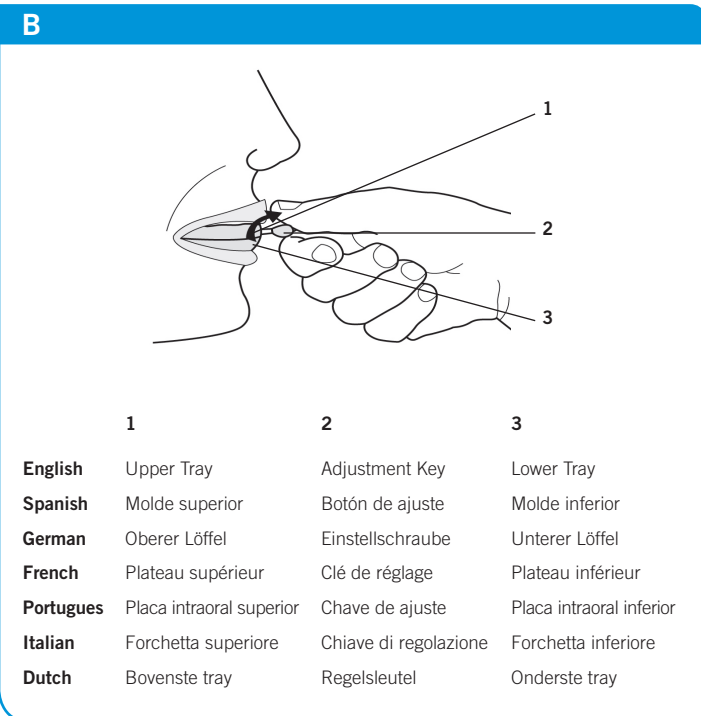 B
1
2
3
1 2 3
English Upper Tray Adjustment Key Lower Tray
Spanish Molde superior Botón de ajuste Molde inferior
German Oberer Löffel Einstellschraube Unterer Löffel
French Plateau supérieur Clé de réglage Plateau inférieur
Portugues Placa intraoral superior Chave de ajuste Placa intraoral inferior
Italian Forchetta superiore Chiave di regolazione Forchetta inferiore
Dutch Bovenste tray Regelsleutel Onderste tray